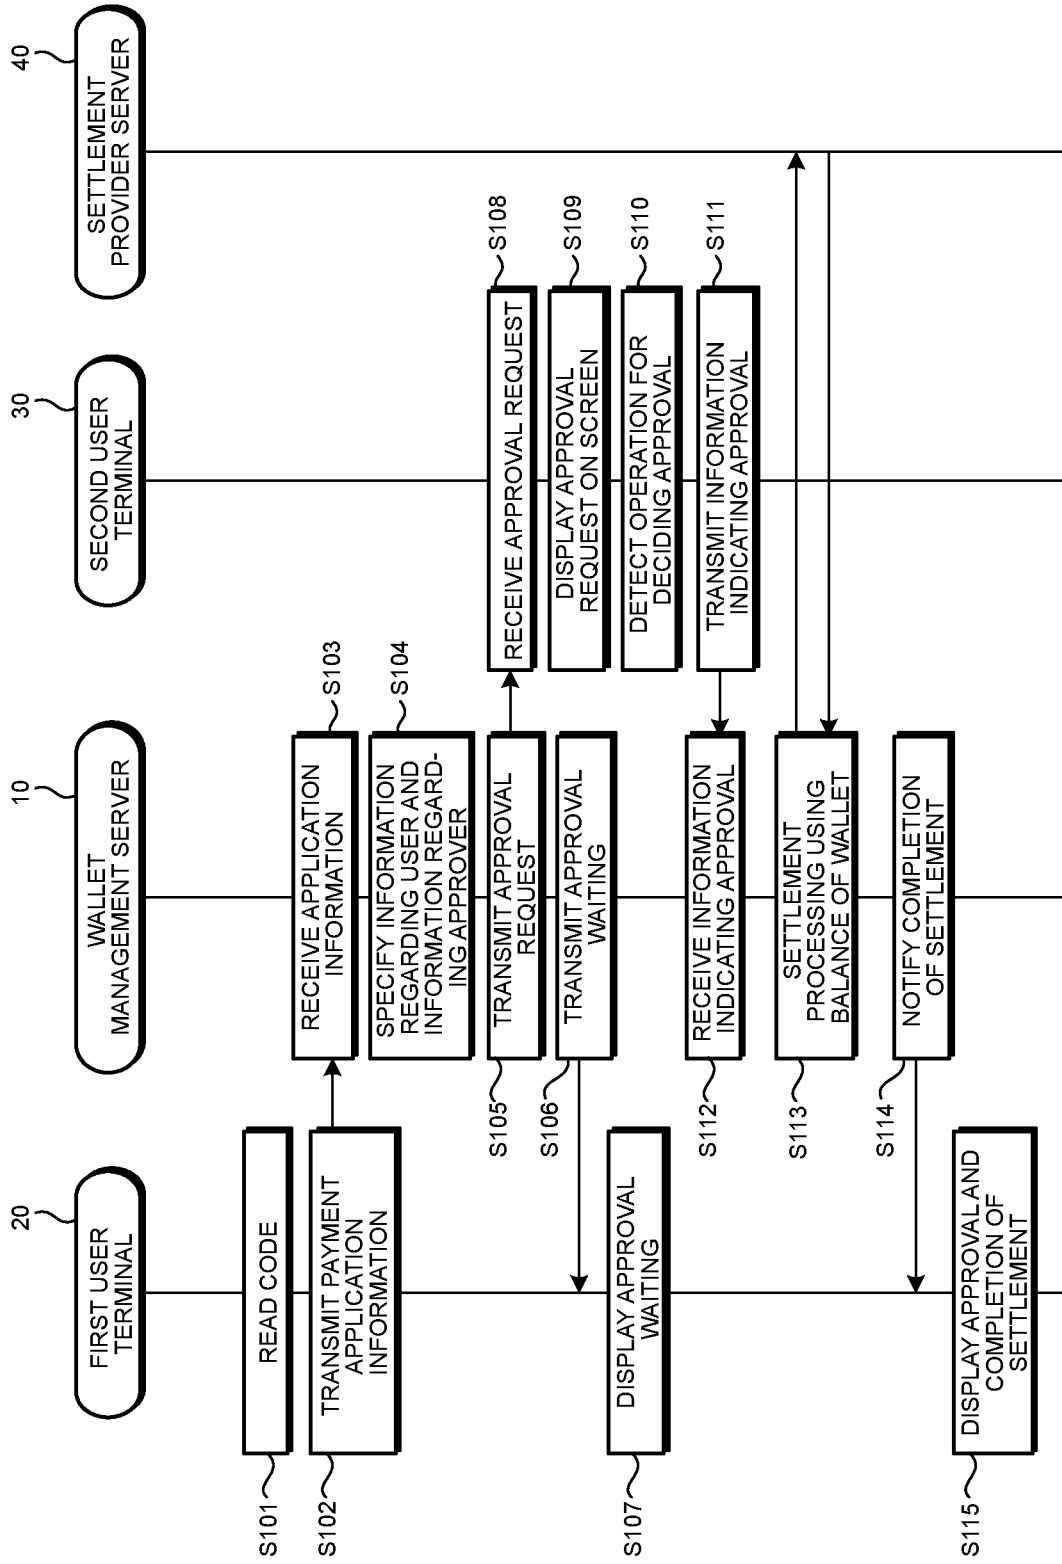 20
FIRST USER
TERMINAL
10
WALLET
MANAGEMENT SERVER
30
SECOND USER
TERMINAL
40
SETTLEMENT
PROVIDER SERVER
S101
READ CODE
S102
TRANSMIT PAYMENT
APPLICATION
INFORMATION
RECEIVE APPLICATION
INFORMATION
S103
SPECIFY INFORMATION
REGARDING USER AND
INFORMATION REGARD-
ING APPROVER
S104
S105
TRANSMIT APPROVAL
REQUEST
RECEIVE APPROVAL REQUEST
S108
S106
TRANSMIT APPROVAL
WAITING
DISPLAY APPROVAL
REQUEST ON SCREEN
S109
S107
DISPLAY APPROVAL
WAITING
DETECT OPERATION FOR
DECIDING APPROVAL
S110
S112
RECEIVE INFORMATION
INDICATING APPROVAL
TRANSMIT INFORMATION
INDICATING APPROVAL
S111
S113
SETTLEMENT
PROCESSING USING
BALANCE OF WALLET
S114
NOTIFY COMPLETION
OF SETTLEMENT
S115
DISPLAY APPROVAL AND
COMPLETION OF
SETTLEMENT